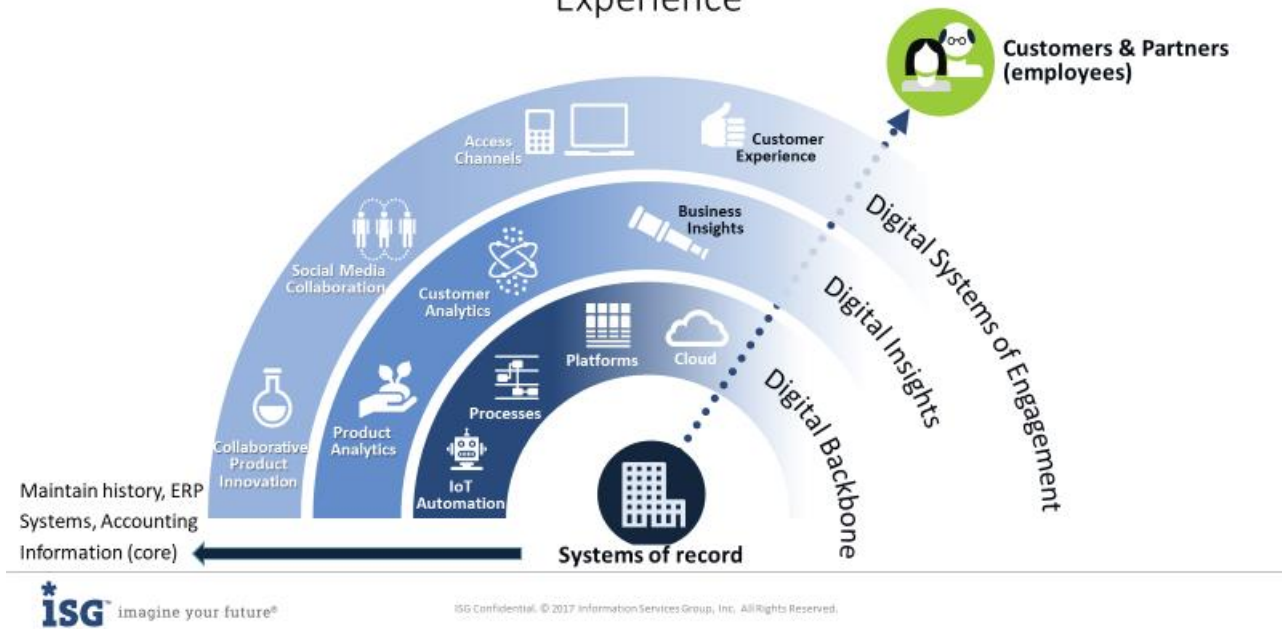 Experience
Customers & Partners
(employees)
Access
Channels
Customer
Experience
Business
Insights
Social Media
Collaboration
Customer
Analytics
Platforms
Cloud
Processes
Product
Analytics
Collaborative
Product
Innovation
IoT
Automation
Digital Systems of Engagement
Digital Insights
Digital Backbone
Maintain history, ERP
Systems, Accounting
Information (core)
Systems of record
ISG™ imagine your future®
ISG Confidential. © 2017 Information Services Group, Inc. All Rights Reserved.